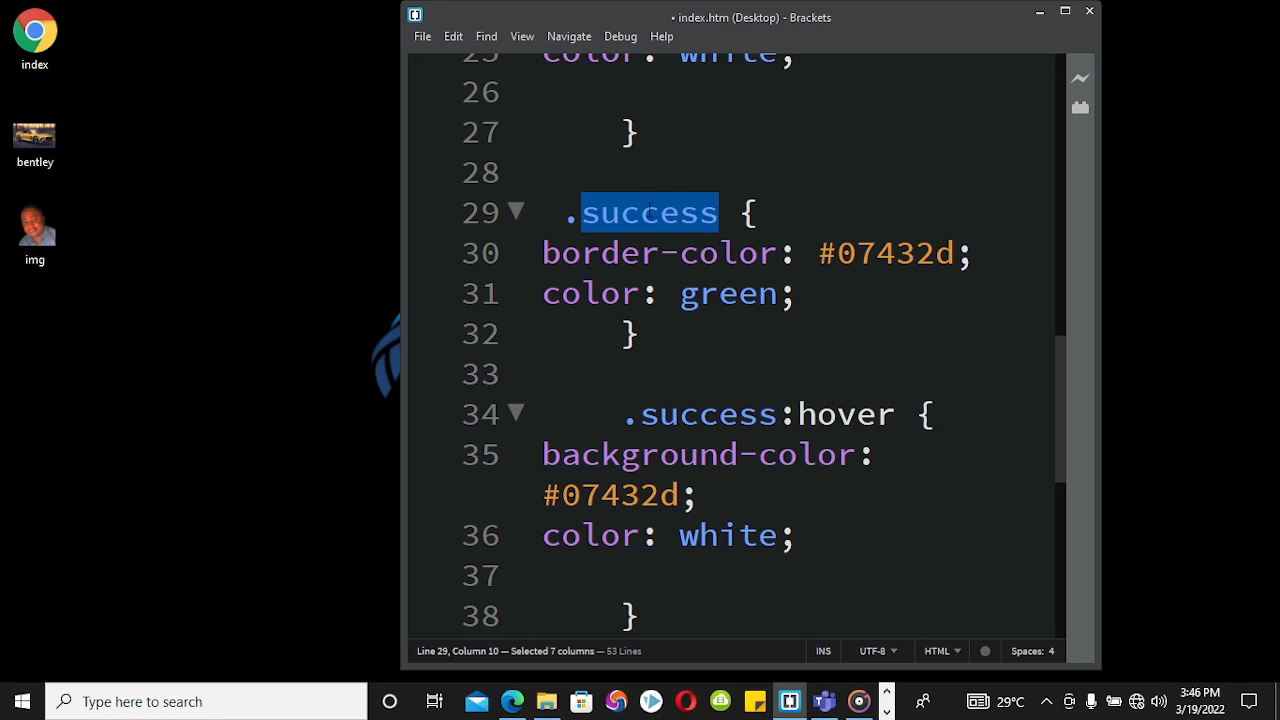 index
bentley
img
• index.htm (Desktop) - Brackets
File Edit Find View Navigate Debug Help
25 color: white;
26
27 }
28
29 .success {
30 border-color: #07432d;
31 color: green;
32 }
33
34 .success:hover {
35 background-color:
#07432d;
36 color: white;
37
38 }
Line 29, Column 10 — Selected 7 columns — 53 Lines
INS UTF-8 HTML Spaces: 4
Type here to search
29°C
3:46 PM
3/19/2022